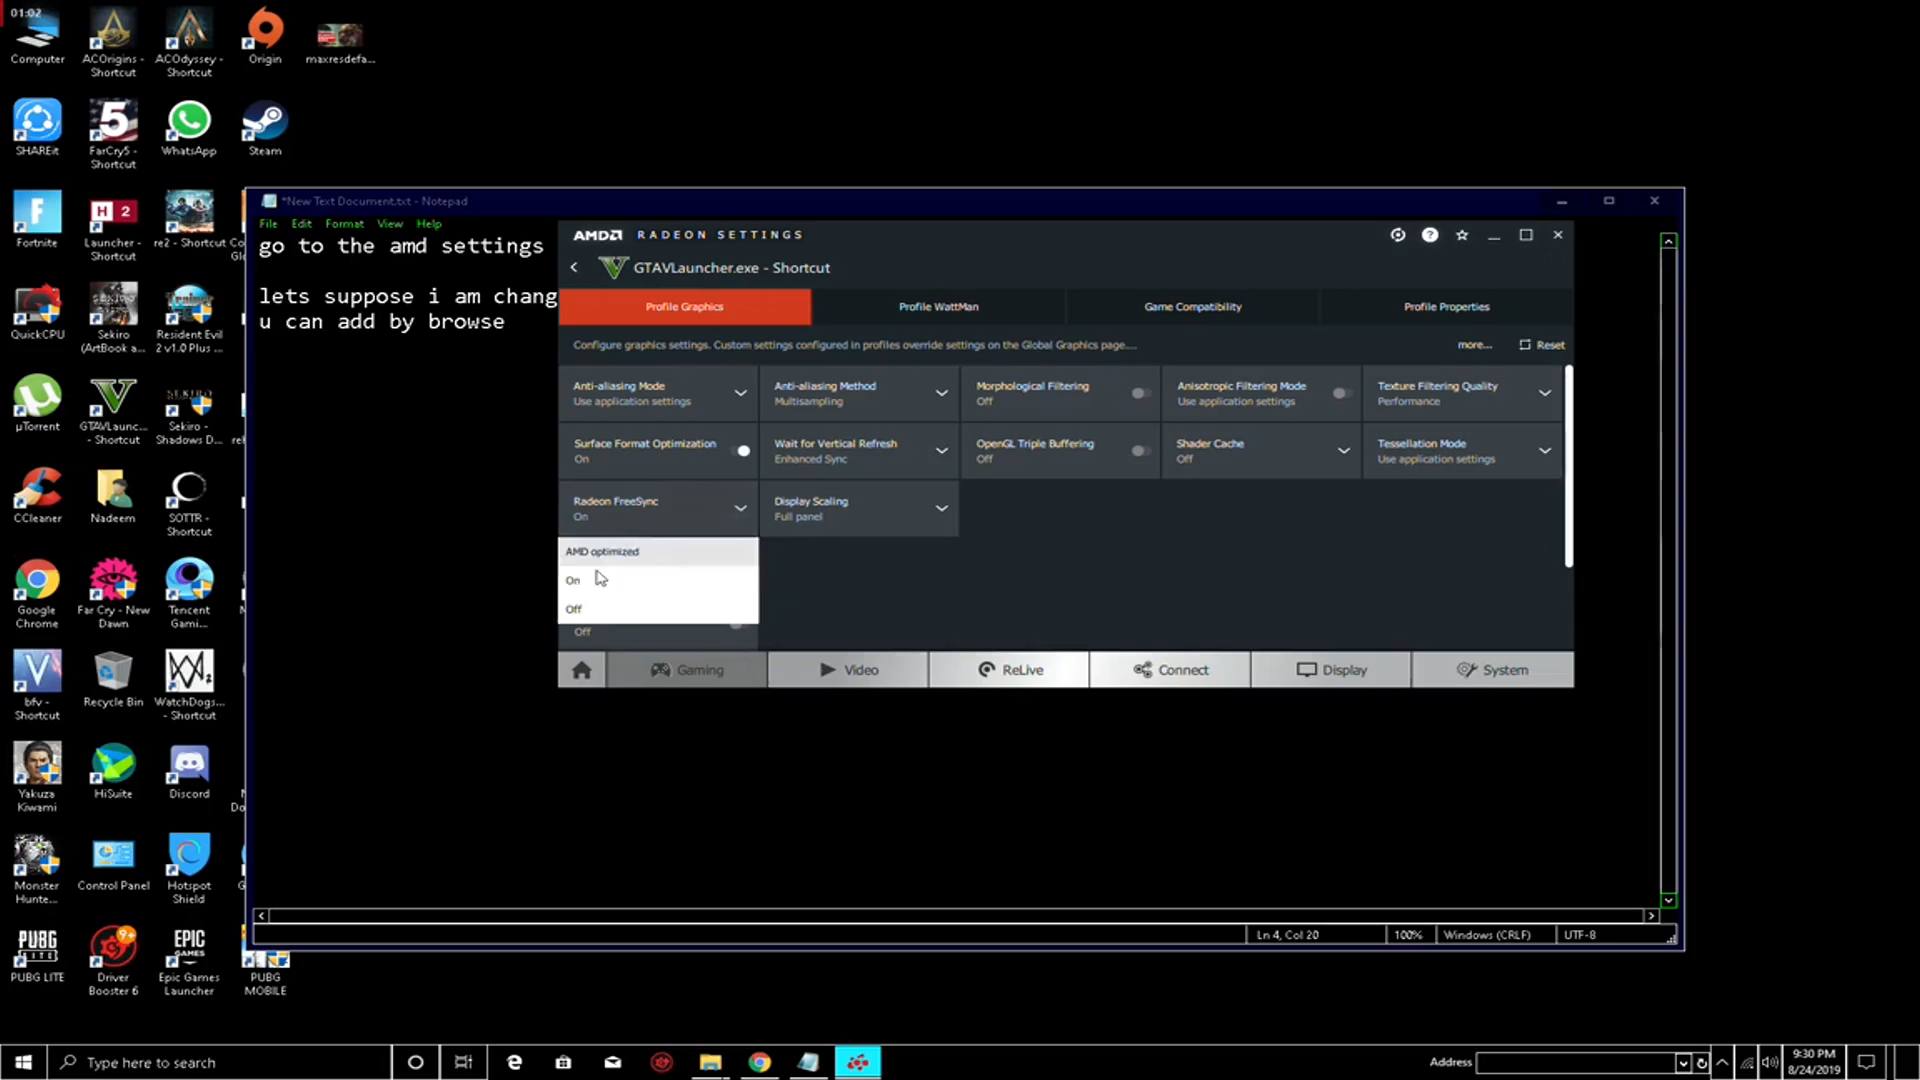 01:02
Computer
ACOrigins - Shortcut
ACOdyssey - Shortcut
Origin
maxresdefa...
SHAREit
FarCry5 - Shortcut
WhatsApp
Steam
Fortnite
Launcher - Shortcut
re2 - Shortcut
QuickCPU
Sekiro (ArtBook a...
Resident Evil 2 v1.0 Plus ...
µTorrent
GTAVLaunc... - Shortcut
Sekiro - Shadows D...
CCleaner
Nadeem
SOTTR - Shortcut
Google Chrome
Far Cry - New Dawn
Tencent Gami...
bfv - Shortcut
Recycle Bin
WatchDogs... - Shortcut
Yakuza Kiwami
HiSuite
Discord
Monster Hunte...
Control Panel
Hotspot Shield
PUBG LITE
Driver Booster 6
Epic Games Launcher
PUBG MOBILE
*New Text Document.txt - Notepad
File Edit Format View Help
go to the amd settings
lets suppose i am chang
u can add by browse
AMD RADEON SETTINGS
GTAVLauncher.exe - Shortcut
Profile Graphics Profile WattMan Game Compatibility Profile Properties
Configure graphics settings. Custom settings configured in profiles override settings on the Global Graphics page.... more... Reset
Anti-aliasing Mode Anti-aliasing Method Morphological Filtering Anisotropic Filtering Mode Texture Filtering Quality
Use application settings Multisampling Off Use application settings Performance
Surface Format Optimization Wait for Vertical Refresh OpenGL Triple Buffering Shader Cache Tessellation Mode
On Enhanced Sync Off Off Use application settings
Radeon FreeSync Display Scaling
On Full panel
AMD optimized
On
Off
Off
Gaming Video ReLive Connect Display System
Ln 4, Col 20 100% Windows (CRLF) UTF-8
Type here to search
Address
9:30 PM
8/24/2019